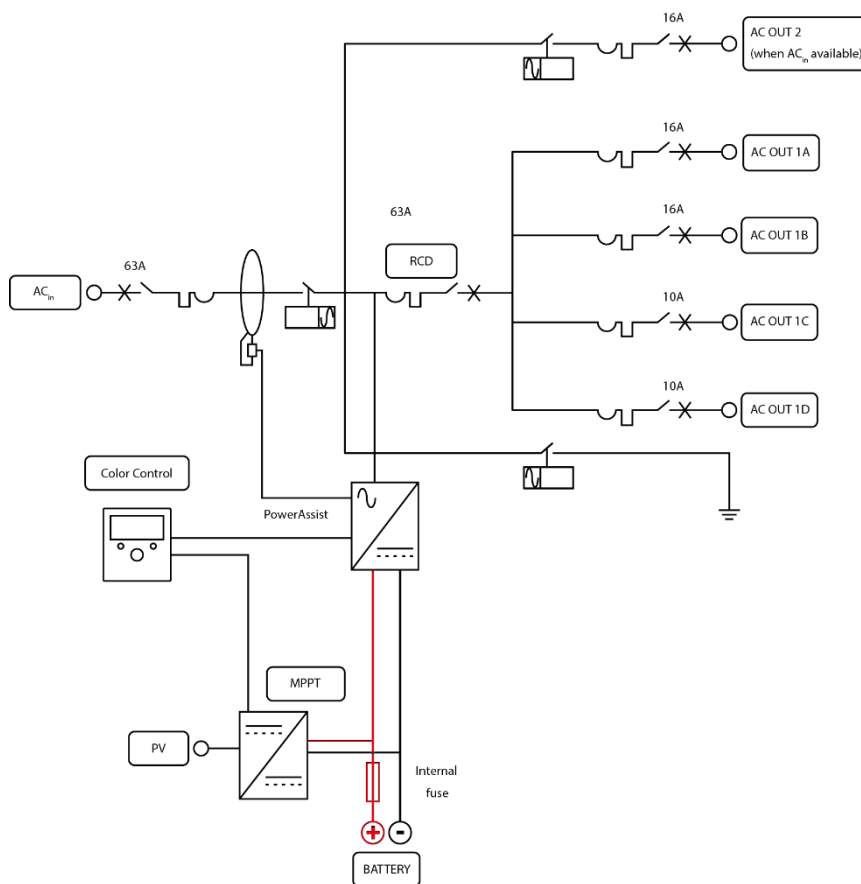 16A
AC OUT 2
(when ACin available)
16A
AC OUT 1A
63A
16A
AC OUT 1B
RCD
63A
ACin
10A
AC OUT 1C
10A
AC OUT 1D
Color Control
PowerAssist
MPPT
PV
Internal
fuse
+
-
BATTERY